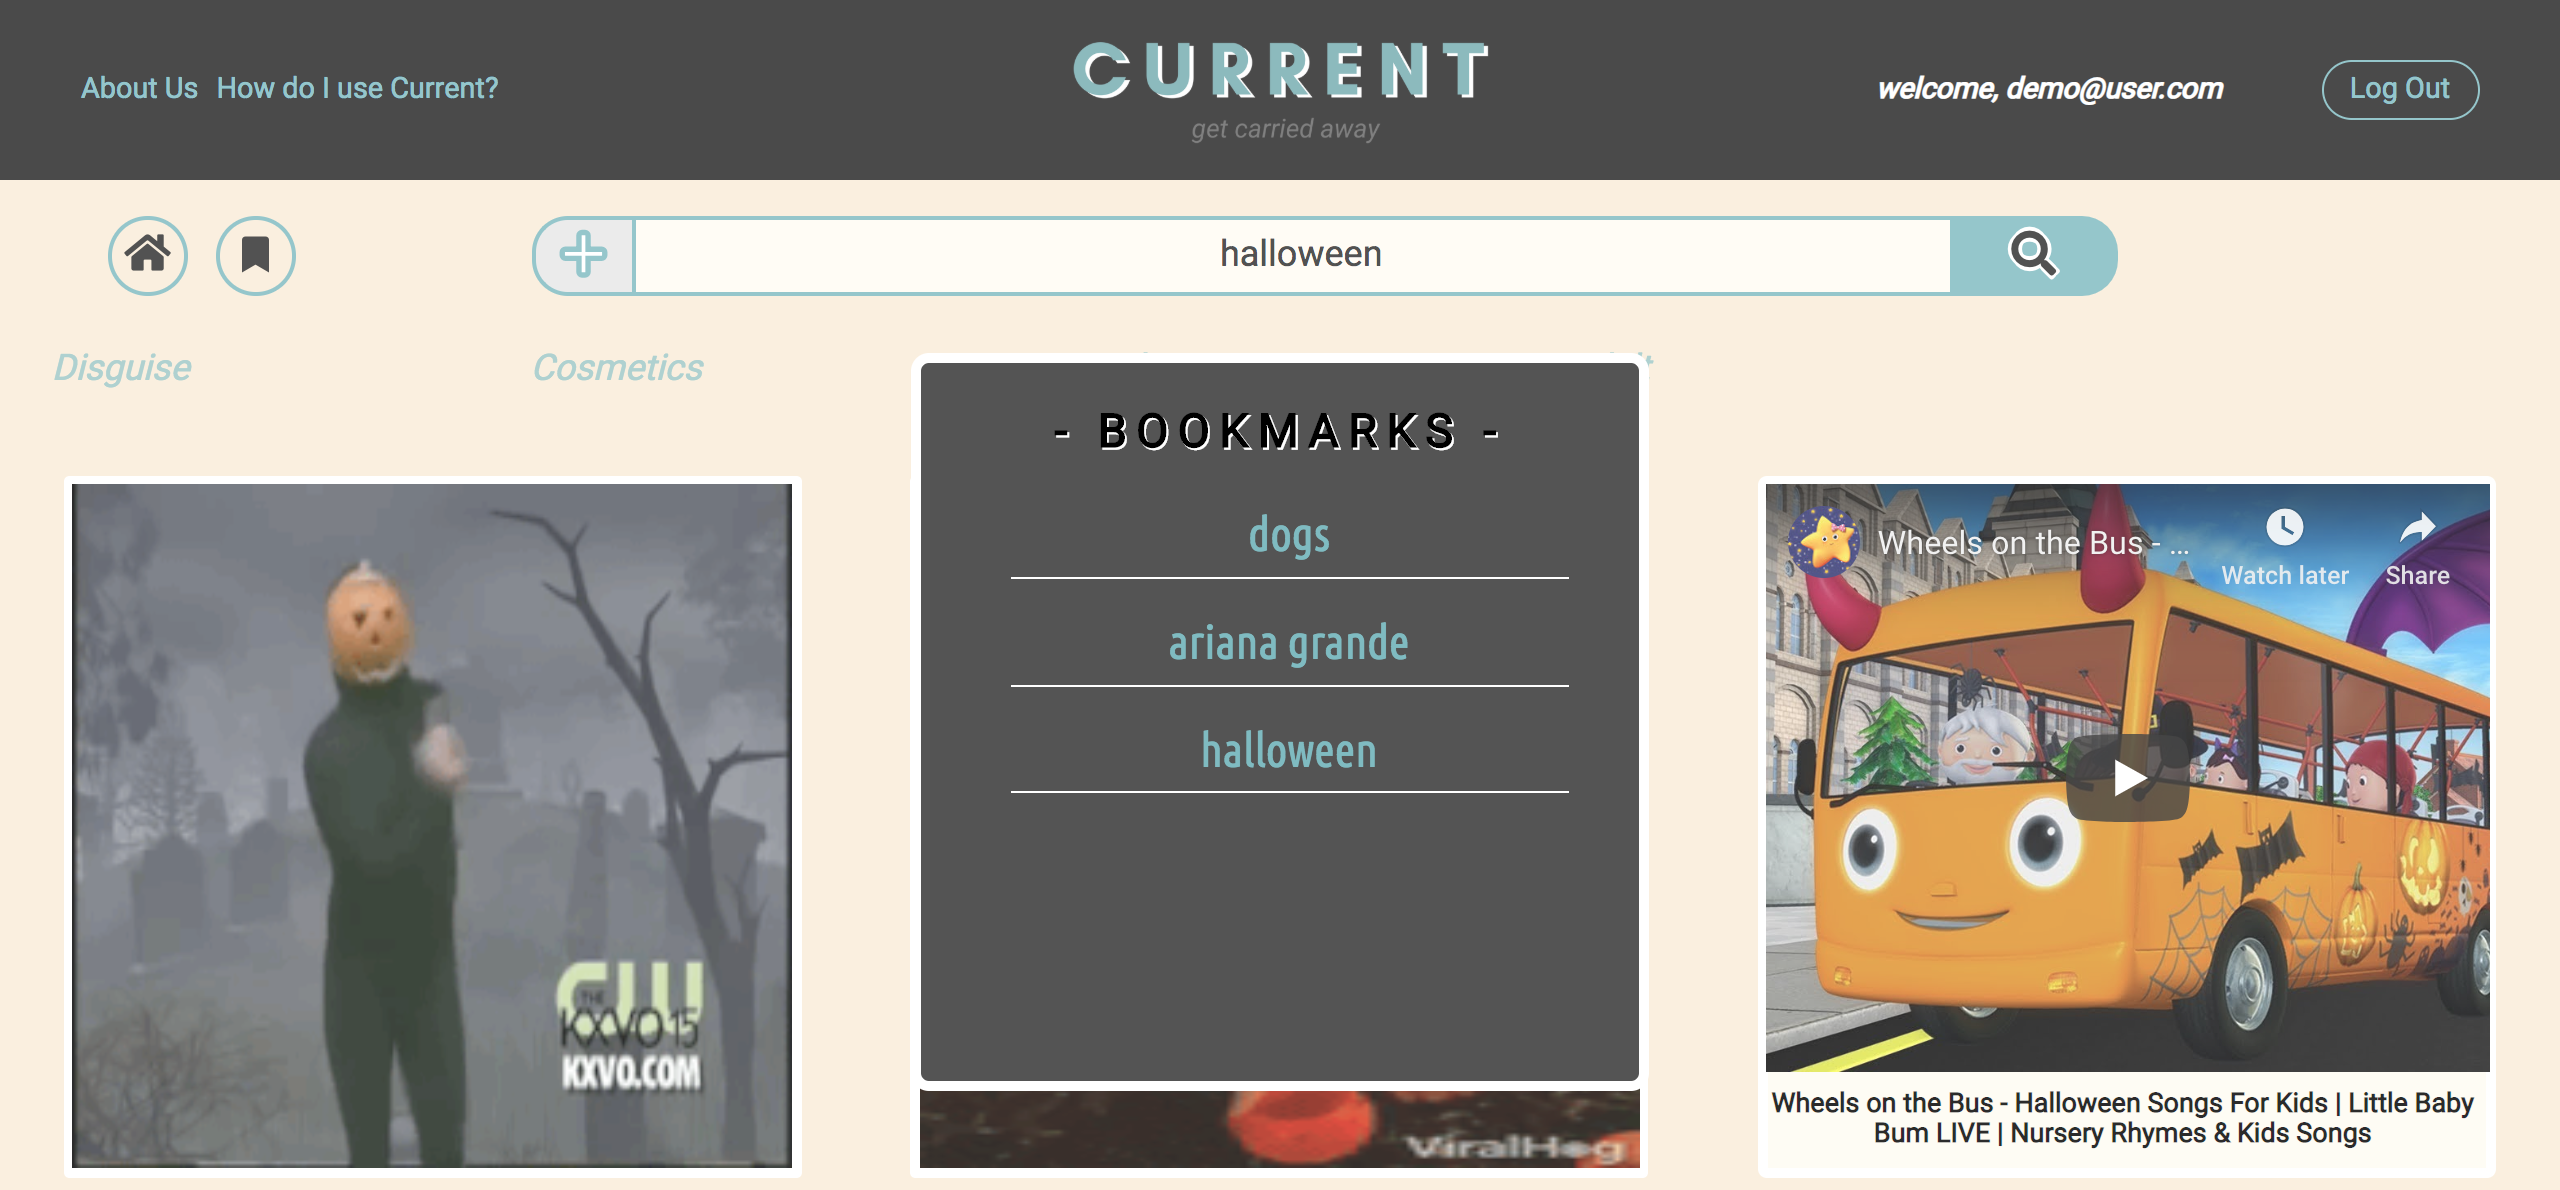 About Us How do I use Current?
CURRENT
get carried away
welcome, demo@user.com
Log Out
halloween
Disguise
Cosmetics
- BOOKMARKS -
dogs
ariana grande
halloween
THE CW
KXVO 15
KXVO.COM
ViralHog
Wheels on the Bus - ...
Watch later
Share
Wheels on the Bus - Halloween Songs For Kids | Little Baby
Bum LIVE | Nursery Rhymes & Kids Songs